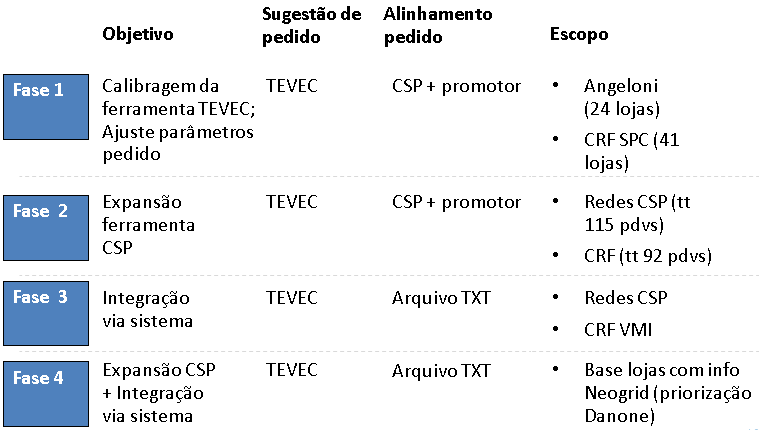 Objetivo
Sugestão de
pedido
Alinhamento
pedido
Escopo
Fase 1
Calibragem da
ferramenta TEVEC;
Ajuste parâmetros
pedido
TEVEC
CSP + promotor
• Angeloni
(24 lojas)
• CRF SPC (41
lojas)
Fase 2
Expansão
ferramenta
CSP
TEVEC
CSP + promotor
• Redes CSP (tt
115 pdvs)
• CRF (tt 92 pdvs)
Fase 3
Integração
via sistema
TEVEC
Arquivo TXT
• Redes CSP
• CRF VMI
Fase 4
Expansão CSP
+ Integração
via sistema
TEVEC
Arquivo TXT
• Base lojas com info
Neogrid (priorização
Danone)